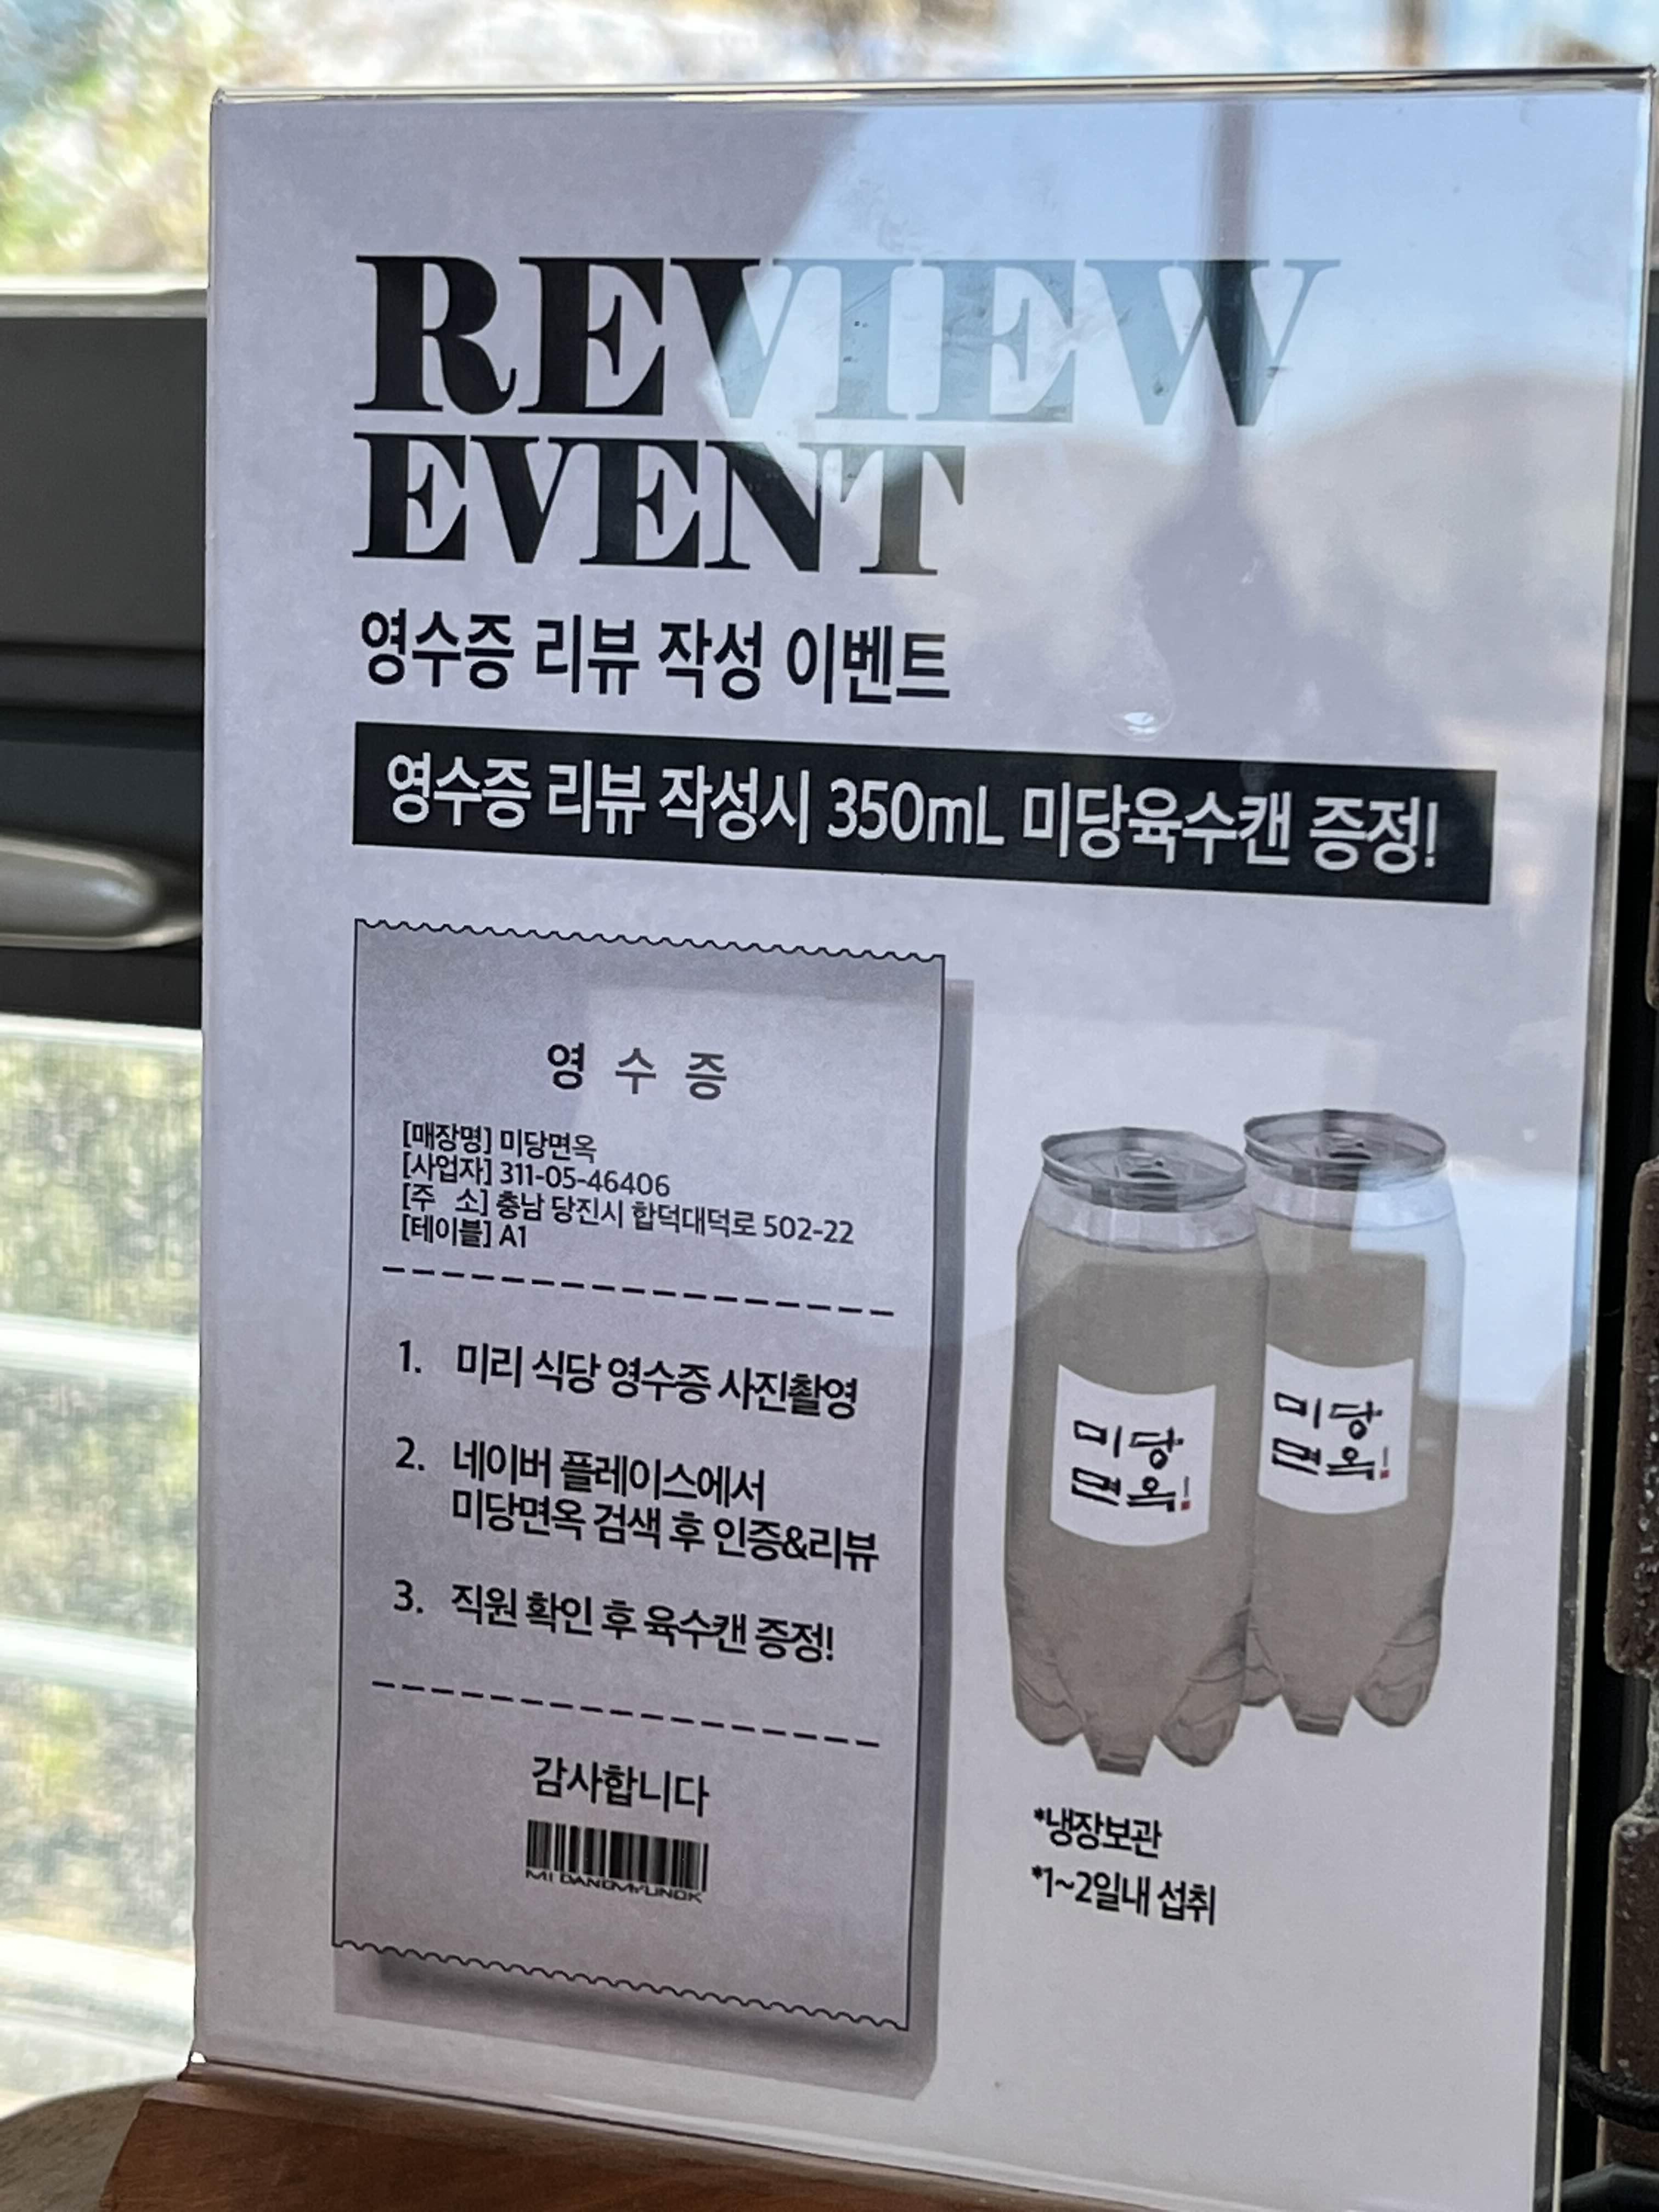 REVIEW
EVENT
영수증 리뷰 작성 이벤트
영수증 리뷰 작성시 350mL 미당육수캔 증정!
영 수 증
[매장명] 미당면옥
[사업자] 311-05-46406
[주 소] 충남 당진시 합덕대덕로 502-22
[테이블] A1
1. 미리 식당 영수증 사진촬영
2. 네이버 플레이스에서
미당면옥 검색 후 인증&리뷰
3. 직원 확인 후 육수캔 증정!
감사합니다
MI DANGMYUNOK
미당
면옥
미당
면옥
*냉장보관
*1~2일내 섭취